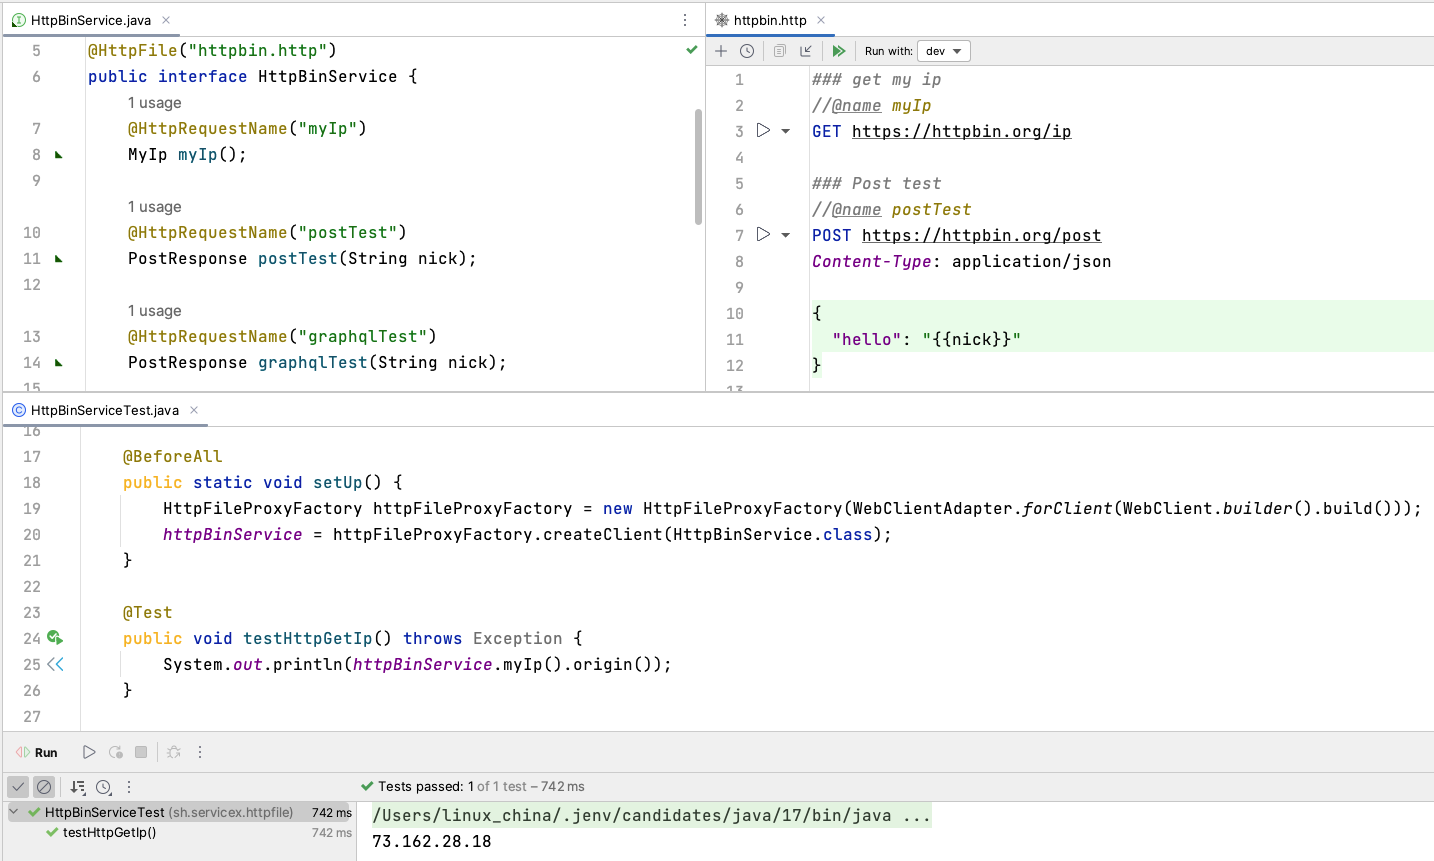 HttpBinService.java
5 @HttpFile("httpbin.http")
6 public interface HttpBinService {
1 usage
7 @HttpRequestName("myIp")
8 MyIp myIp();
9
1 usage
10 @HttpRequestName("postTest")
11 PostResponse postTest(String nick);
12
1 usage
13 @HttpRequestName("graphqlTest")
14 PostResponse graphqlTest(String nick);
15
httpbin.http
Run with: dev
1 ### get my ip
2 //@name myIp
3 GET https://httpbin.org/ip
4
5 ### Post test
6 //@name postTest
7 POST https://httpbin.org/post
8 Content-Type: application/json
9
10 {
11 "hello": "{{nick}}"
12 }
13
HttpBinServiceTest.java
16
17 @BeforeAll
18 public static void setUp() {
19 HttpFileProxyFactory httpFileProxyFactory = new HttpFileProxyFactory(WebClientAdapter.forClient(WebClient.builder().build()));
20 httpBinService = httpFileProxyFactory.createClient(HttpBinService.class);
21 }
22
23 @Test
24 public void testHttpGetIp() throws Exception {
25 System.out.println(httpBinService.myIp().origin());
26 }
27
Run
Tests passed: 1 of 1 test – 742 ms
HttpBinServiceTest (sh.servicex.httpfile) 742 ms
testHttpGetIp() 742 ms
/Users/linux_china/.jenv/candidates/java/17/bin/java ...
73.162.28.18